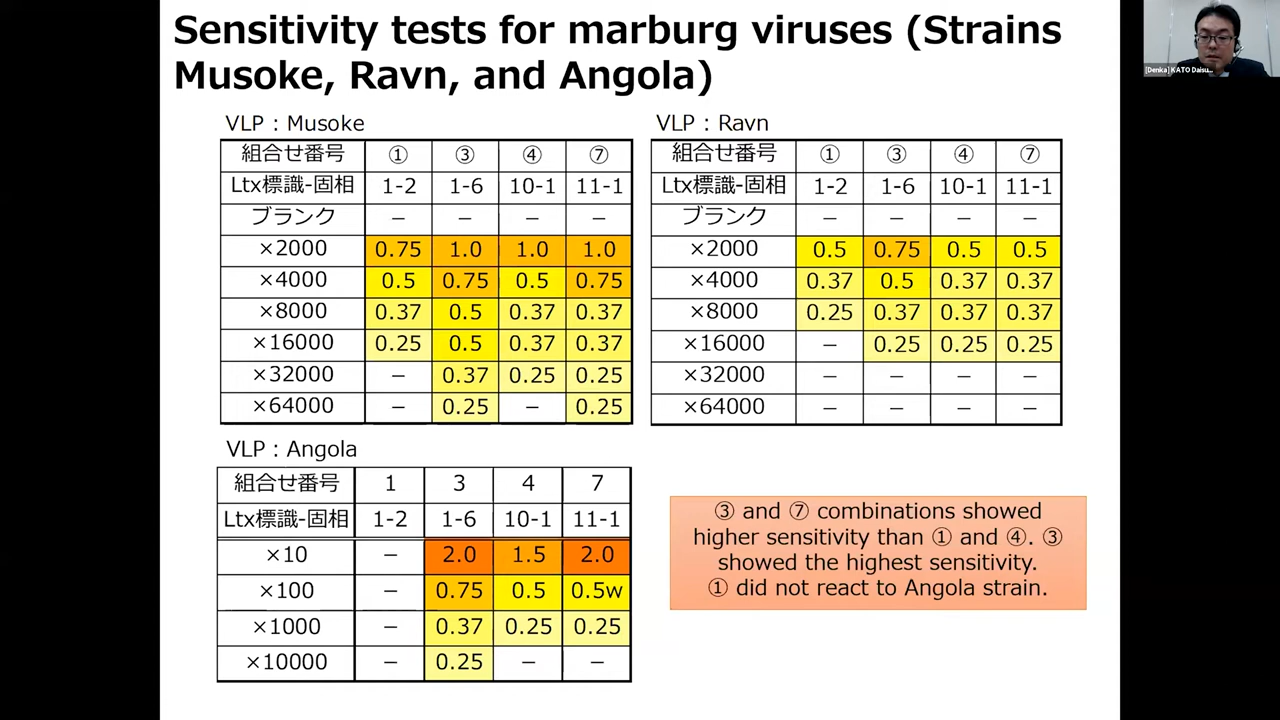 Sensitivity tests for marburg viruses (Strains
Musoke, Ravn, and Angola)
[Denka] KATO Daisu...
VLP : Musoke
組合せ番号 ① ③ ④ ⑦
Ltx標識-固相 1-2 1-6 10-1 11-1
ブランク － － － －
×2000 0.75 1.0 1.0 1.0
×4000 0.5 0.75 0.5 0.75
×8000 0.37 0.5 0.37 0.37
×16000 0.25 0.5 0.37 0.37
×32000 － 0.37 0.25 0.25
×64000 － 0.25 － 0.25
VLP : Ravn
組合せ番号 ① ③ ④ ⑦
Ltx標識-固相 1-2 1-6 10-1 11-1
ブランク － － － －
×2000 0.5 0.75 0.5 0.5
×4000 0.37 0.5 0.37 0.37
×8000 0.25 0.37 0.37 0.37
×16000 － 0.25 0.25 0.25
×32000 － － － －
×64000 － － － －
VLP : Angola
組合せ番号 1 3 4 7
Ltx標識-固相 1-2 1-6 10-1 11-1
×10 － 2.0 1.5 2.0
×100 － 0.75 0.5 0.5w
×1000 － 0.37 0.25 0.25
×10000 － 0.25 － －
③ and ⑦ combinations showed
higher sensitivity than ① and ④. ③
showed the highest sensitivity.
① did not react to Angola strain.